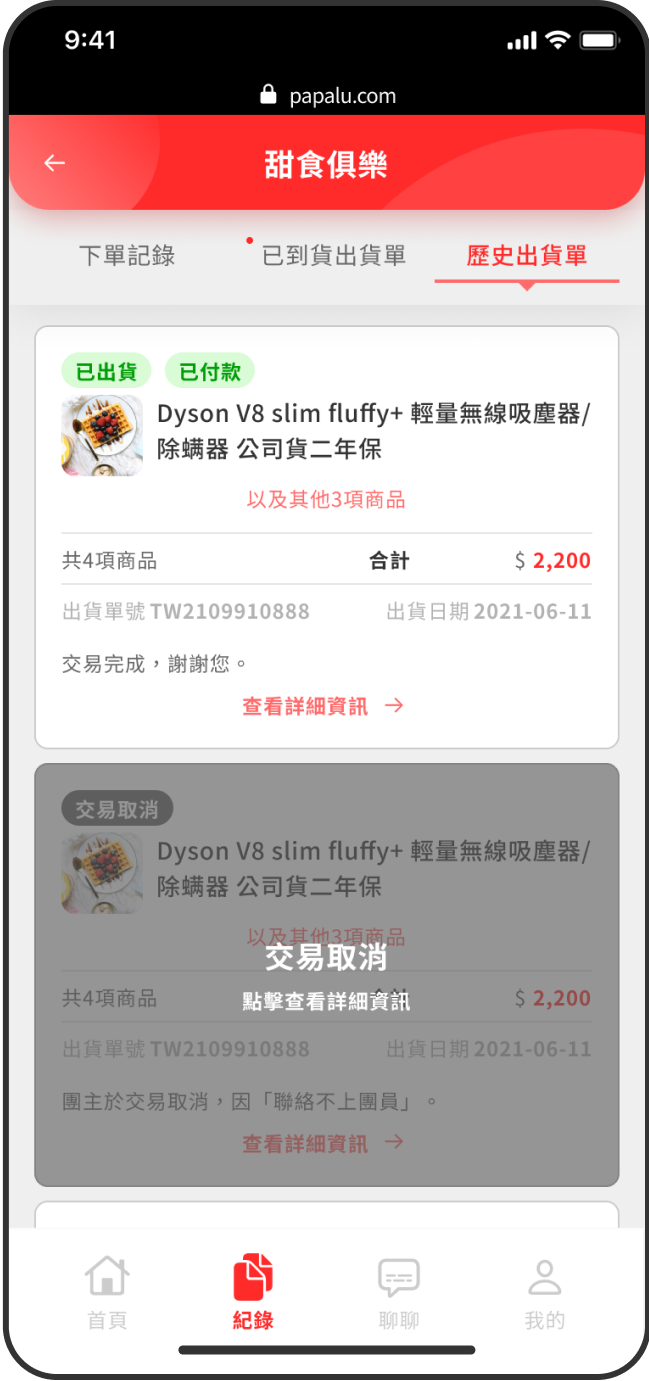 9:41
papalu.com
甜食俱樂
下單記錄
已到貨出貨單
歷史出貨單
已出貨 已付款
Dyson V8 slim fluffy+ 輕量無線吸塵器/
除蟎器 公司貨二年保
以及其他3項商品
共4項商品 合計 $ 2,200
出貨單號 TW2109910888 出貨日期 2021-06-11
交易完成，謝謝您。
查看詳細資訊 →
交易取消
Dyson V8 slim fluffy+ 輕量無線吸塵器/
除蟎器 公司貨二年保
以及其他3項商品
交易取消
共4項商品 合計 $ 2,200
點擊查看詳細資訊
出貨單號 TW2109910888 出貨日期 2021-06-11
團主於交易取消，因「聯絡不上團員」。
查看詳細資訊 →
首頁 紀錄 聊聊 我的